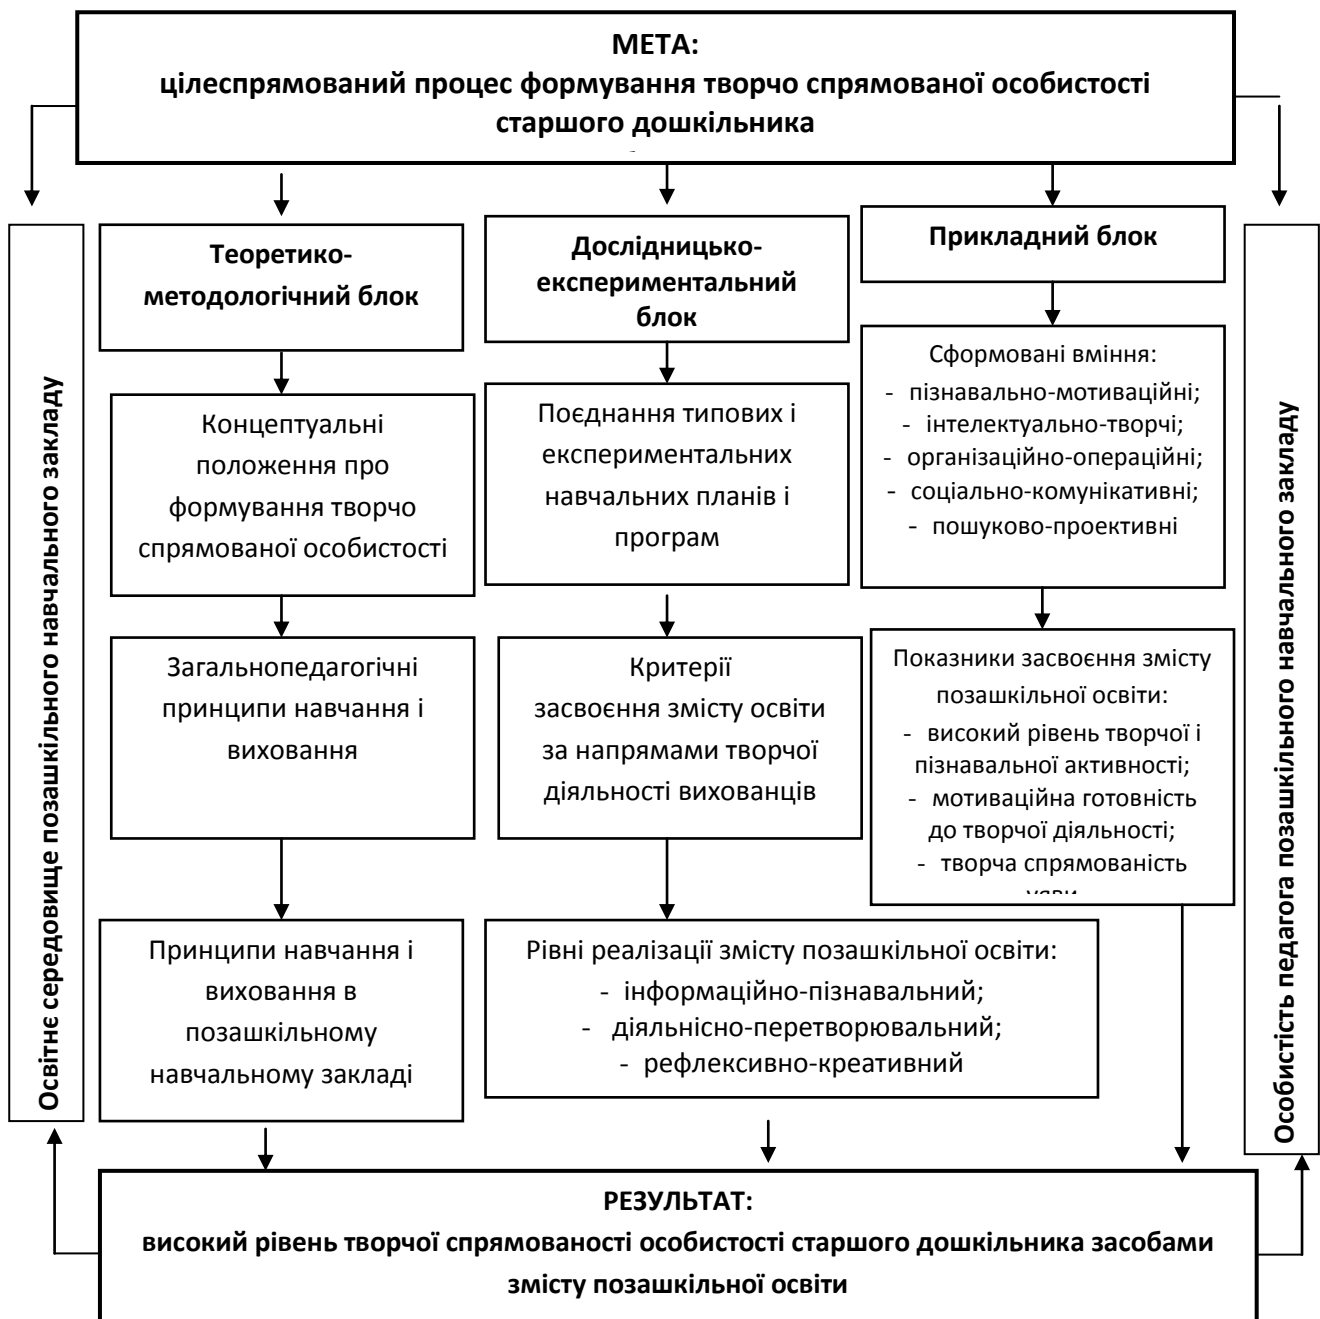 МЕТА:
цілеспрямований процес формування творчо спрямованої особистості
старшого дошкільника
Освітнє середовище позашкільного навчального закладу
Теоретико-
методологічний блок
Концептуальні
положення про
формування творчо
спрямованої особистості
Загальнопедагогічні
принципи навчання і
виховання
Принципи навчання і
виховання в
позашкільному
навчальному закладі
Дослідницько-
експериментальний
блок
Поєднання типових і
експериментальних
навчальних планів і
програм
Критерії
засвоєння змісту освіти
за напрямами творчої
діяльності вихованців
Рівні реалізації змісту позашкільної освіти:
- інформаційно-пізнавальний;
- діяльнісно-перетворювальний;
- рефлексивно-креативний
Прикладний блок
Сформовані вміння:
- пізнавально-мотиваційні;
- інтелектуально-творчі;
- організаційно-операційні;
- соціально-комунікативні;
- пошуково-проективні
Показники засвоєння змісту
позашкільної освіти:
- високий рівень творчої і
пізнавальної активності;
- мотиваційна готовність
до творчої діяльності;
- творча спрямованість
уяви
Особистість педагога позашкільного навчального закладу
РЕЗУЛЬТАТ:
високий рівень творчої спрямованості особистості старшого дошкільника засобами
змісту позашкільної освіти